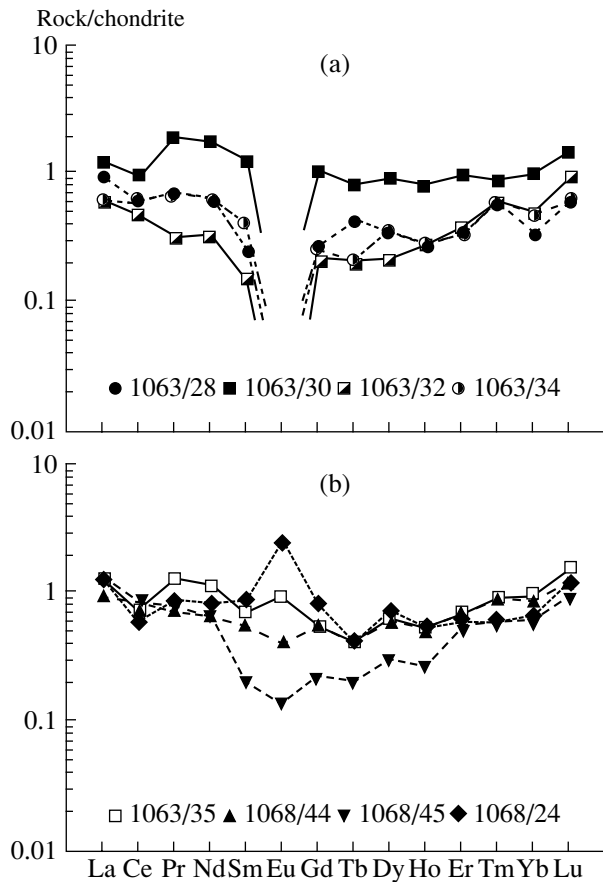 Rock/chondrite
10
(a)
1
0.1
1063/28 1063/30 1063/32 1063/34
0.01
10
(b)
1
0.1
1063/35 1068/44 1068/45 1068/24
0.01
La Ce Pr Nd Sm Eu Gd Tb Dy Ho Er Tm Yb Lu